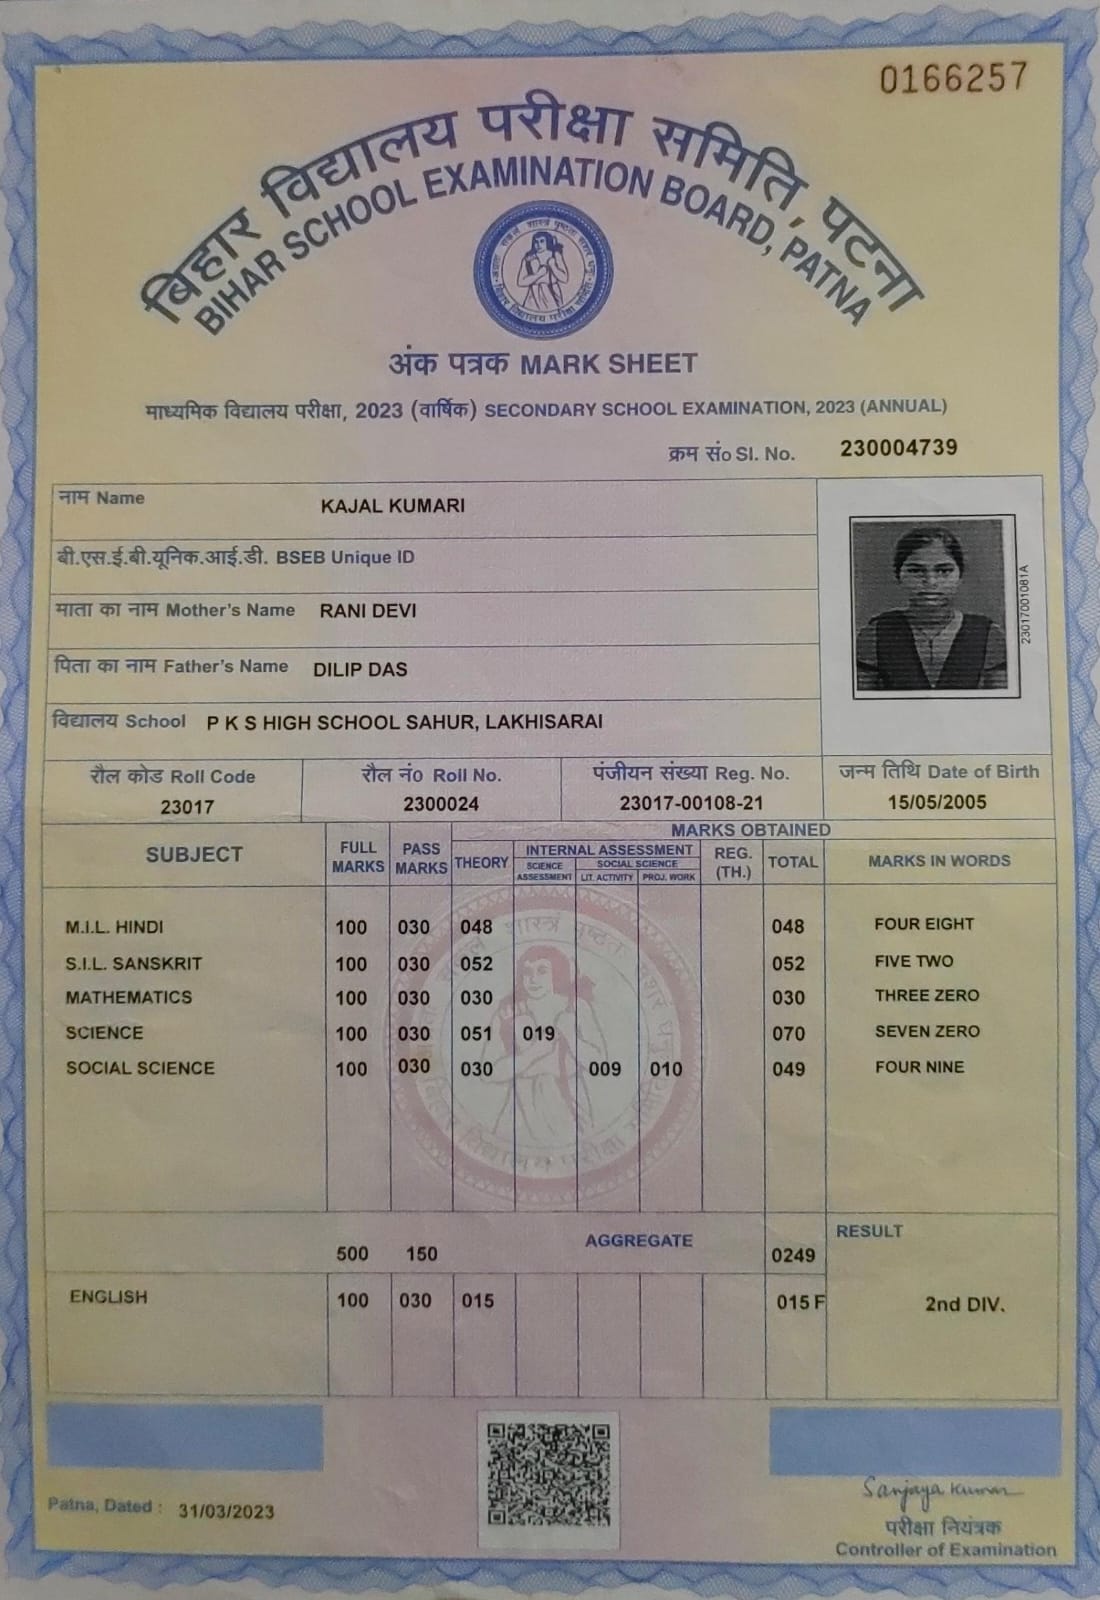 0166257
बिहार विद्यालय परीक्षा समिति, पटना
BIHAR SCHOOL EXAMINATION BOARD, PATNA
अंक पत्रक MARK SHEET
माध्यमिक विद्यालय परीक्षा, 2023 (वार्षिक) SECONDARY SCHOOL EXAMINATION, 2023 (ANNUAL)
क्रम सं० Sl. No. 230004739
नाम Name KAJAL KUMARI
बी.एस.ई.बी.यूनिक.आई.डी. BSEB Unique ID
माता का नाम Mother's Name RANI DEVI
पिता का नाम Father's Name DILIP DAS
23017001081A
विद्यालय School P K S HIGH SCHOOL SAHUR, LAKHISARAI
रौल कोड Roll Code रौल नं० Roll No. पंजीयन संख्या Reg. No. जन्म तिथि Date of Birth
23017 2300024 23017-00108-21 15/05/2005
MARKS OBTAINED
SUBJECT FULL MARKS PASS MARKS THEORY INTERNAL ASSESSMENT REG. (TH.) TOTAL MARKS IN WORDS
SCIENCE ASSESSMENT SOCIAL SCIENCE
LIT. ACTIVITY PROJ. WORK
M.I.L. HINDI 100 030 048 048 FOUR EIGHT
S.I.L. SANSKRIT 100 030 052 052 FIVE TWO
MATHEMATICS 100 030 030 030 THREE ZERO
SCIENCE 100 030 051 019 070 SEVEN ZERO
SOCIAL SCIENCE 100 030 030 009 010 049 FOUR NINE
500 150 AGGREGATE 0249 RESULT
ENGLISH 100 030 015 015 F 2nd DIV.
Patna, Dated : 31/03/2023
Sanjaya Kumar
परीक्षा नियंत्रक
Controller of Examination